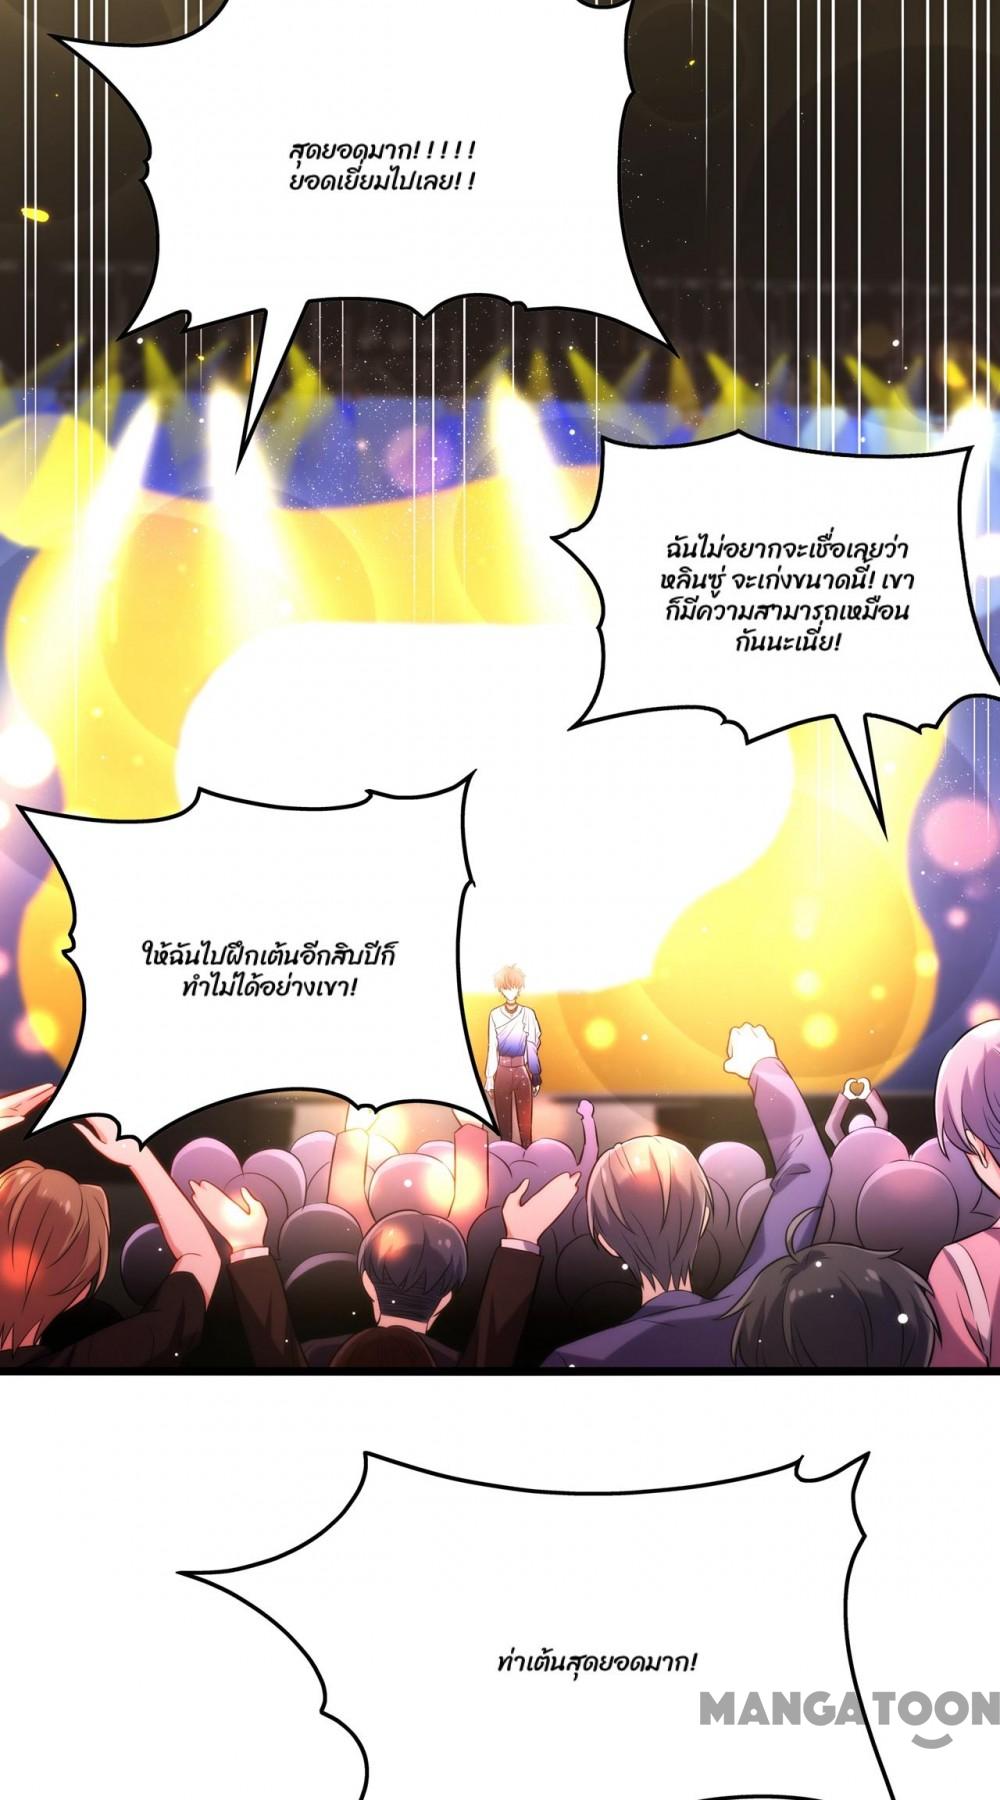 สุดยอดมาก!!!!!
ยอดเยี่ยมไปเลย!!
ฉันไม่อยากจะเชื่อเลยว่า
หลินซู่ จะเก่งขนาดนี้! เขา
ก็มีความสามารถเหมือน
กันนะเนี่ย!
ให้ฉันไปฝึกเต้นอีกสิบปีก็
ทำไม่ได้อย่างเขา!
ท่าเต้นสุดยอดมาก!
MANGATOON